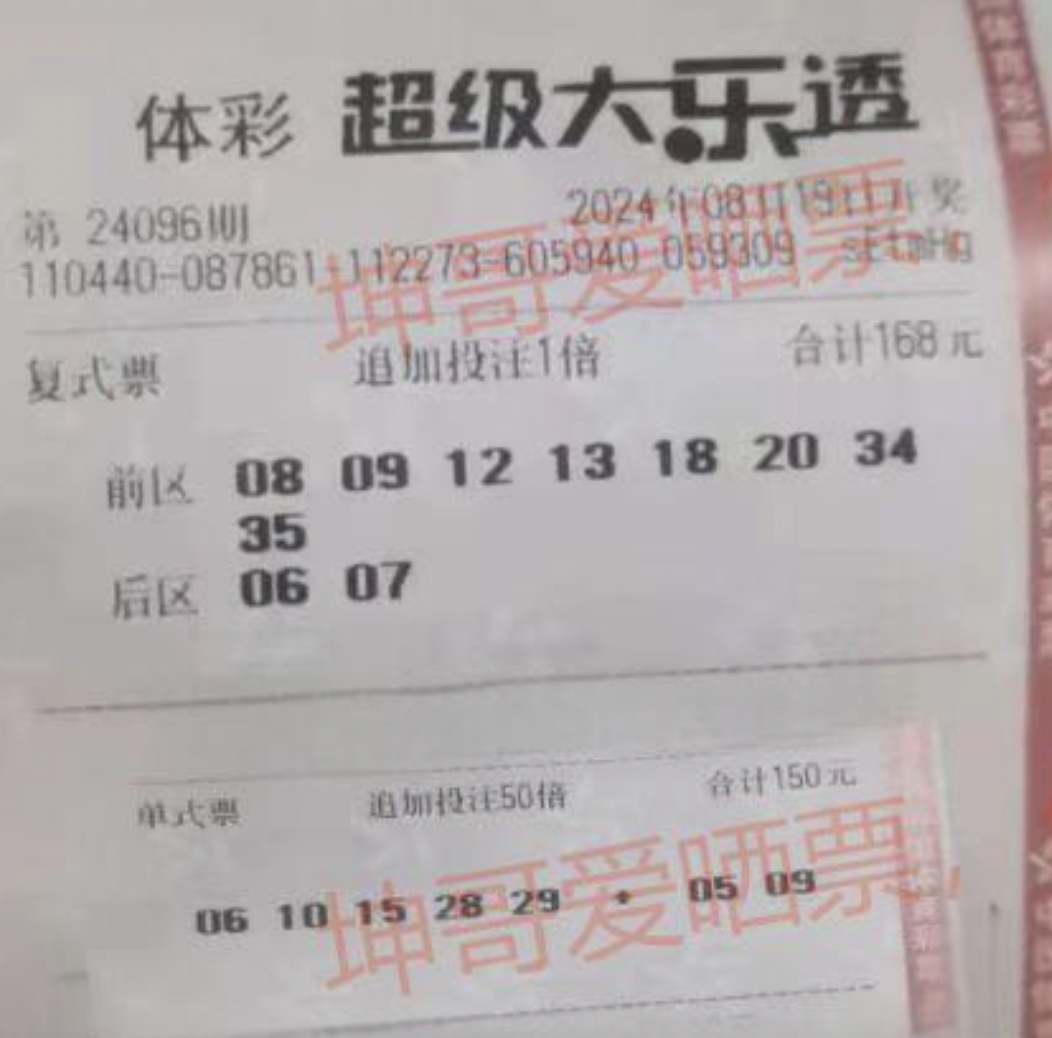 体彩 超级大乐透
第 24096期 2024年08月19日开奖
110440-087861-112273-605940 059309
复式票 追加投注1倍 合计168元
前区 08 09 12 13 18 20 34
35
后区 06 07
单式票 追加投注50倍 合计150元
06 10 15 28 29 + 05 09
坤哥爱晒票
坤哥爱晒票